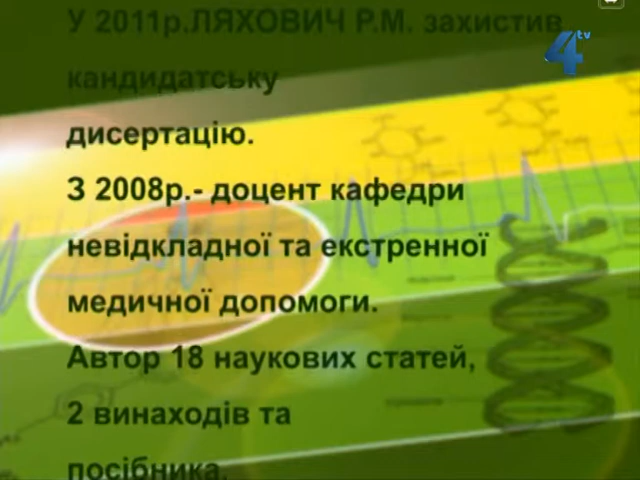 У 2011р.ЛЯХОВИЧ Р.М. захистив
4tv
кандидатську
дисертацію.
З 2008р.- доцент кафедри
невідкладної та екстренної
медичної допомоги.
Автор 18 наукових статей,
2 винаходів та
посібника.